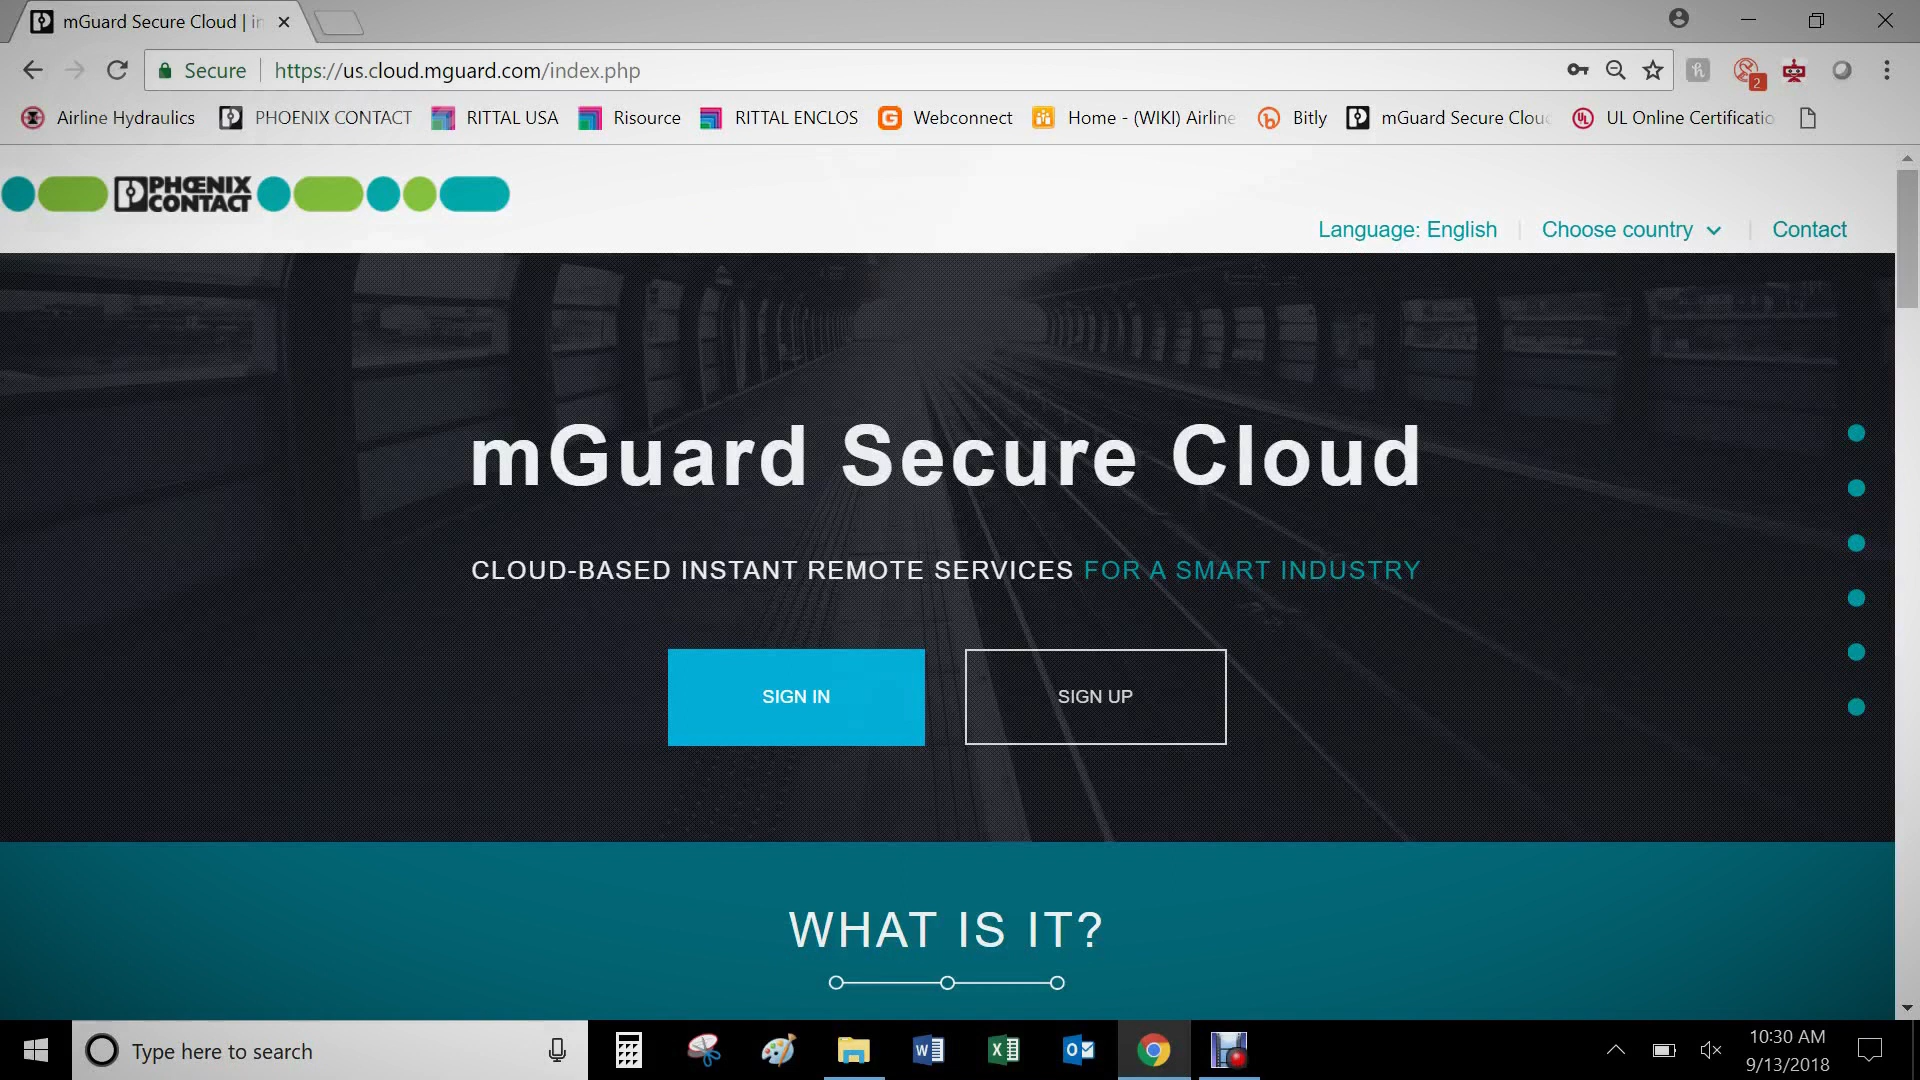 mGuard Secure Cloud | in
Secure
https://us.cloud.mguard.com/index.php
2
Airline Hydraulics
PHOENIX CONTACT
RITTAL USA
Risource
RITTAL ENCLOS
Webconnect
Home - (WIKI) Airline
Bitly
mGuard Secure Clou
UL Online Certificatio
PHŒNIX
CONTACT
Language: English
Choose country
Contact
mGuard Secure Cloud
CLOUD-BASED INSTANT REMOTE SERVICES FOR A SMART INDUSTRY
SIGN IN
SIGN UP
WHAT IS IT?
Type here to search
10:30 AM
9/13/2018